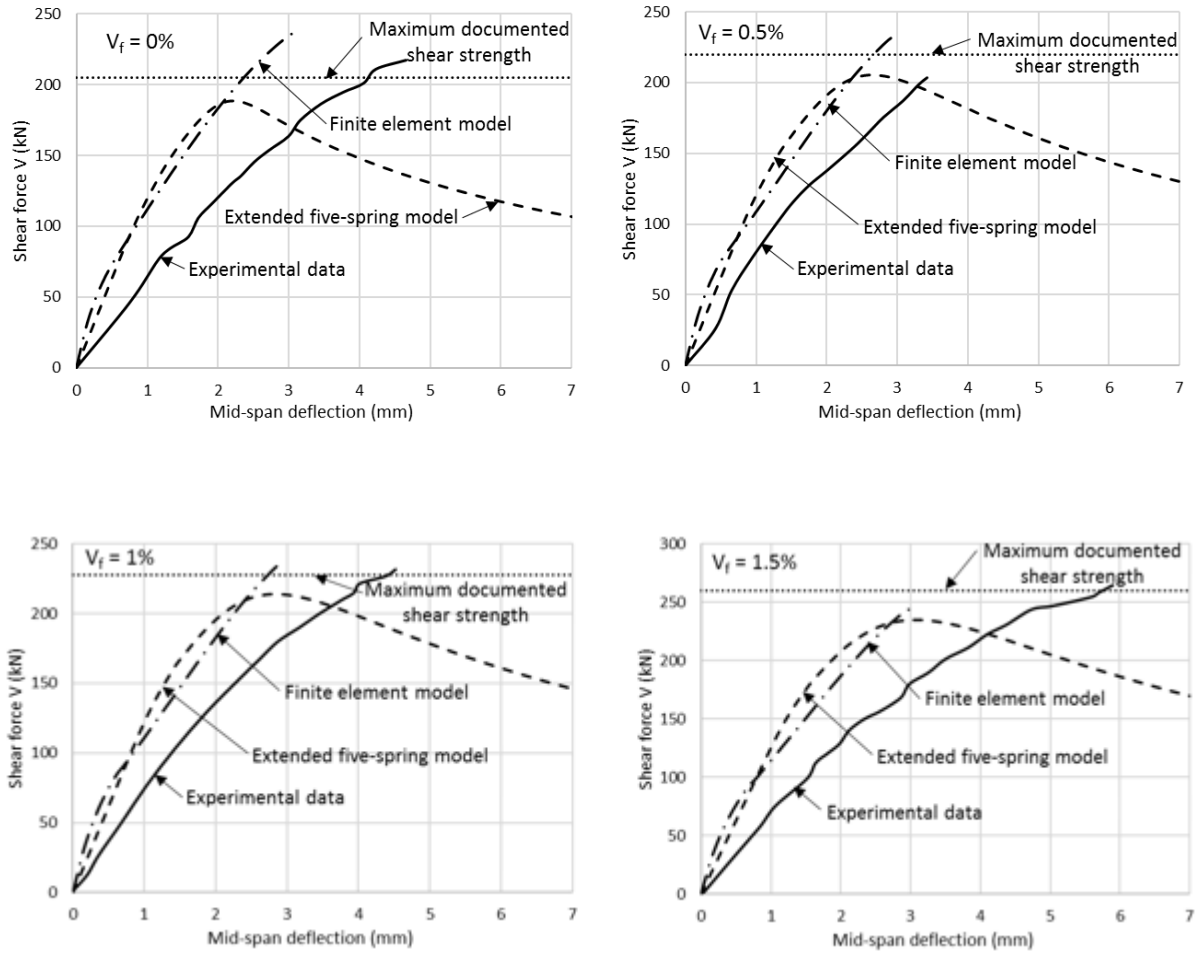 V_f = 0%
Maximum documented
shear strength
Finite element model
Extended five-spring model
Experimental data
Shear force V (kN)
250
200
150
100
50
0
0 1 2 3 4 5 6 7
Mid-span deflection (mm)
V_f = 0.5%
Maximum documented
shear strength
Finite element model
Extended five-spring model
Experimental data
Shear force V (kN)
250
200
150
100
50
0
0 1 2 3 4 5 6 7
Mid-span deflection (mm)
V_f = 1%
Maximum documented
shear strength
Finite element model
Extended five-spring model
Experimental data
Shear force V (kN)
250
200
150
100
50
0
0 1 2 3 4 5 6 7
Mid-span deflection (mm)
V_f = 1.5%
Maximum documented
shear strength
Finite element model
Extended five-spring model
Experimental data
Shear force V (kN)
300
250
200
150
100
50
0
0 1 2 3 4 5 6 7
Mid-span deflection (mm)